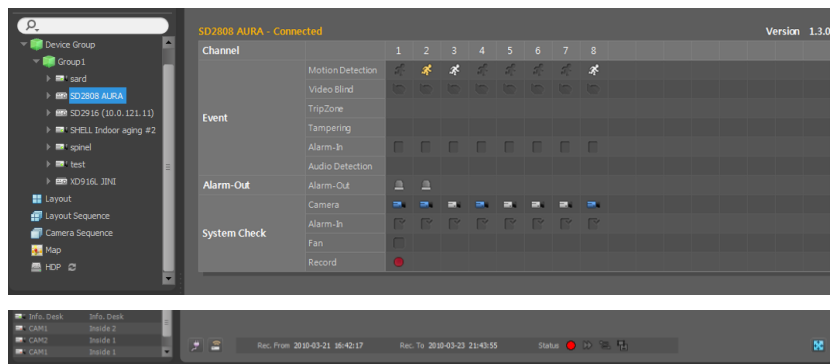 SD2808 AURA - Connected
Version 1.3.0
Device Group
Group1
sard
SD2808 AURA
SD2916 (10.0.121.11)
SHELL Indoor aging #2
spinel
test
XD916L JINI
Layout
Layout Sequence
Camera Sequence
Map
HDP
Channel 1 2 3 4 5 6 7 8
Event
Motion Detection
Video Blind
TripZone
Tampering
Alarm-In
Audio Detection
Alarm-Out Alarm-Out
System Check
Camera
Alarm-In
Fan
Record
Info. Desk Info. Desk
CAM1 Inside 2
CAM2 Inside 1
CAM1 Inside 1
Rec. From 2010-03-21 16:42:17 Rec. To 2010-03-23 21:43:55 Status